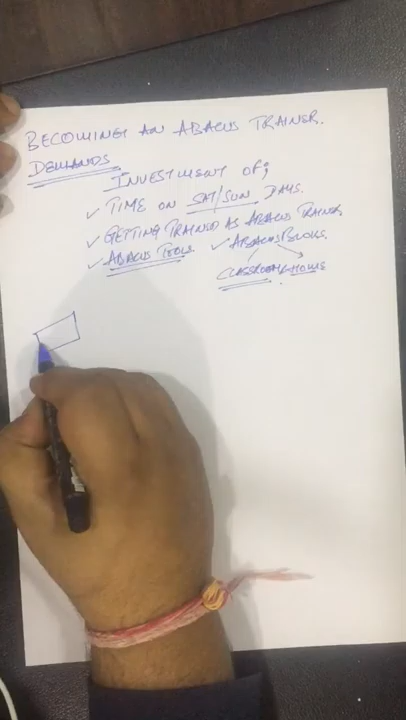 BECOMING AN ABACUS TRAINER.
DEMANDS
INVESTMENT OF;
✓ TIME ON SAT/SUN DAYS.
✓ GETTING TRAINED AS ABACUS TRAINER
✓ ABACUS TOOLS ✓ ABACUS BOOKS.
CLASSROOM & HOME